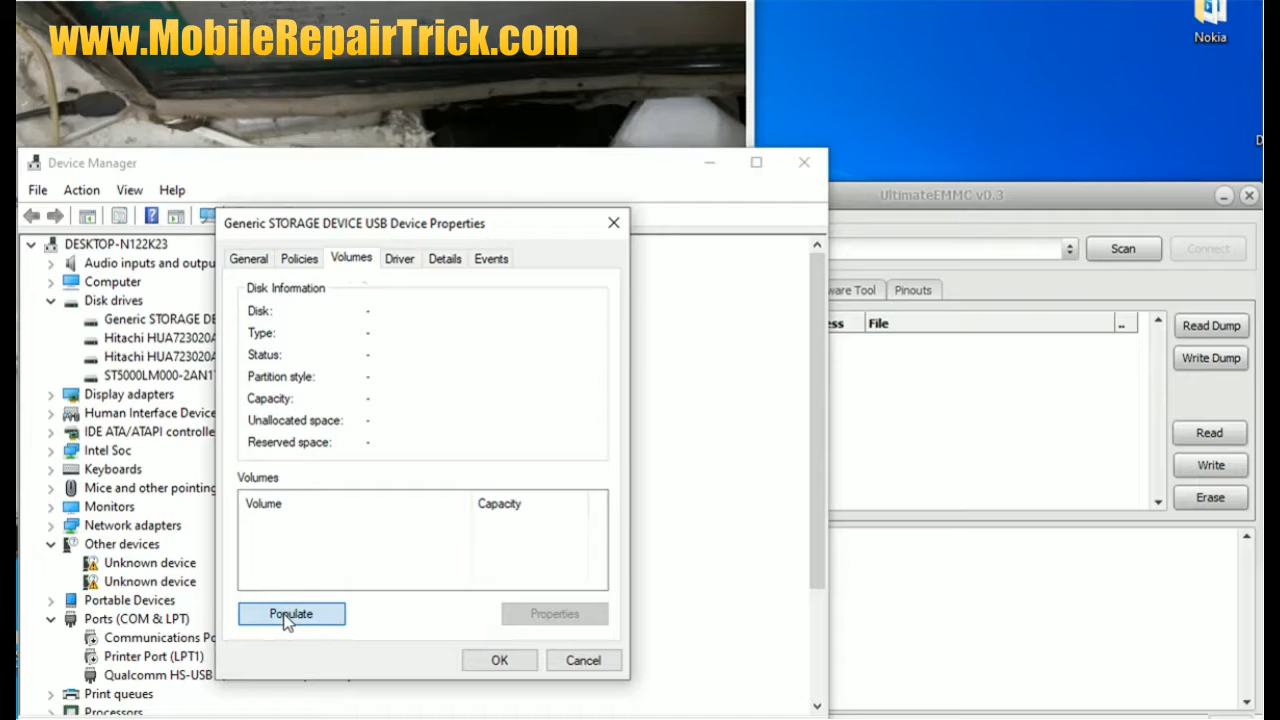 www.MobileRepairTrick.com
Nokia
Device Manager
File Action View Help
UltimateEMMC v0.3
Scan Connect
ware Tool Pinouts
ess File ..
Read Dump
Write Dump
Read
Write
Erase
DESKTOP-N122K23
Audio inputs and outpu
Computer
Disk drives
Generic STORAGE DE
Hitachi HUA723020A
Hitachi HUA723020A
ST5000LM000-2AN1
Display adapters
Human Interface Device
IDE ATA/ATAPI controlle
Intel Soc
Keyboards
Mice and other pointing
Monitors
Network adapters
Other devices
Unknown device
Unknown device
Portable Devices
Ports (COM & LPT)
Communications Po
Printer Port (LPT1)
Qualcomm HS-USB
Print queues
Processors
Generic STORAGE DEVICE USB Device Properties
General Policies Volumes Driver Details Events
Disk Information
Disk: -
Type: -
Status: -
Partition style: -
Capacity: -
Unallocated space: -
Reserved space: -
Volumes
Volume Capacity
Populate Properties
OK Cancel